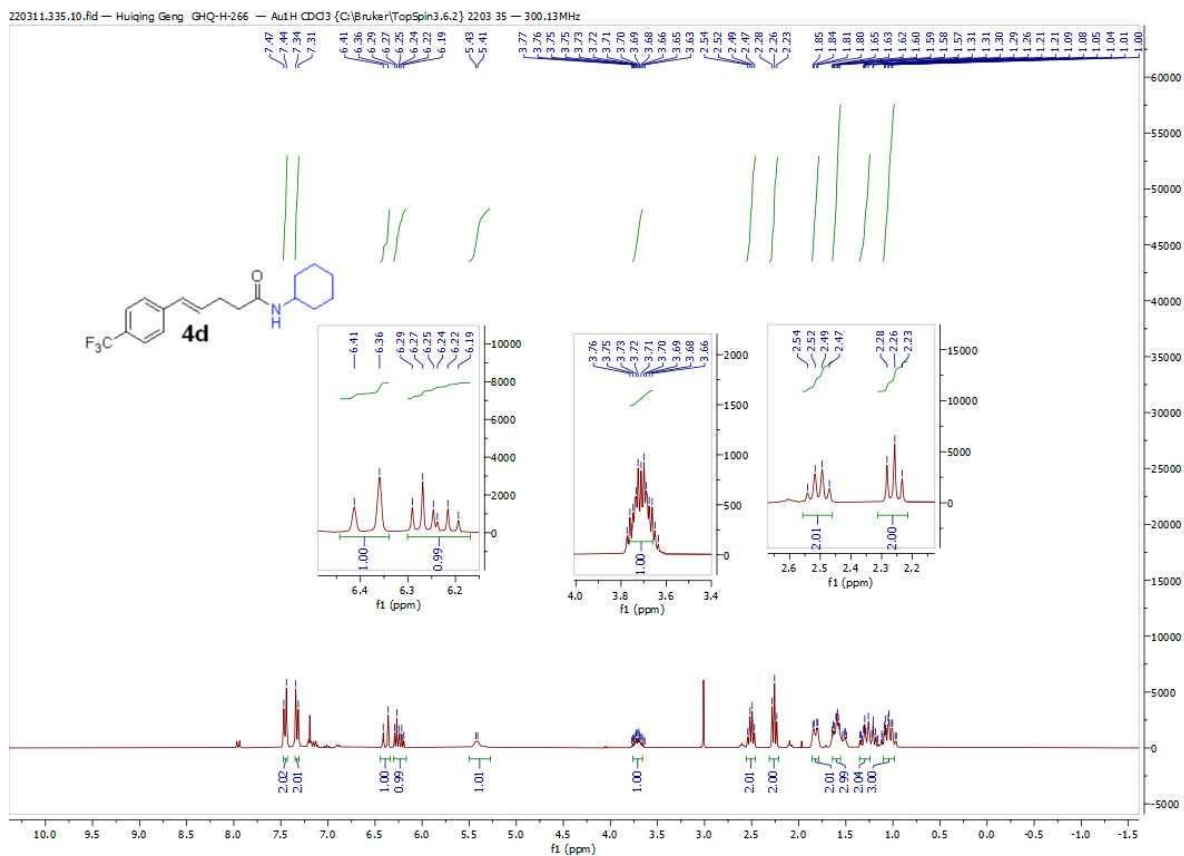 220311.335.10.fid — Huiqing Geng GHQ-H-266 — Au1H CDCl3 {C:\Bruker\TopSpin3.6.2} 2203 35 — 300.13MHz
7.47 7.44 7.34 7.31 6.41 6.36 6.29 6.27 6.25 6.24 6.22 6.19 5.43 5.41 3.77 3.76 3.75 3.75 3.73 3.72 3.71 3.70 3.69 3.68 3.66 3.65 3.63 2.54 2.52 2.49 2.47 2.28 2.26 2.23 1.85 1.84 1.81 1.80 1.65 1.63 1.62 1.60 1.59 1.58 1.57 1.31 1.31 1.30 1.29 1.26 1.21 1.21 1.09 1.08 1.05 1.04 1.01 1.00
60000
55000
50000
45000
40000
35000
30000
25000
20000
15000
10000
5000
0
-5000
O
N
H
F3C
4d
6.41 6.36 6.29 6.27 6.25 6.24 6.22 6.19
10000
8000
6000
4000
2000
0
1.00 0.99
6.4 6.3 6.2
f1 (ppm)
3.76 3.75 3.73 3.72 3.71 3.70 3.69 3.68 3.66
2000
1500
1000
500
0
1.00
4.0 3.8 3.6 3.4
f1 (ppm)
2.54 2.52 2.49 2.47 2.28 2.26 2.23
15000
10000
5000
0
2.01 2.00
2.6 2.5 2.4 2.3 2.2
f1 (ppm)
2.02 2.01 1.00 0.99 1.01 1.00 2.01 2.00 2.01 2.99 2.04 3.00
10.0 9.5 9.0 8.5 8.0 7.5 7.0 6.5 6.0 5.5 5.0 4.5 4.0 3.5 3.0 2.5 2.0 1.5 1.0 0.5 0.0 -0.5 -1.0 -1.5
f1 (ppm)